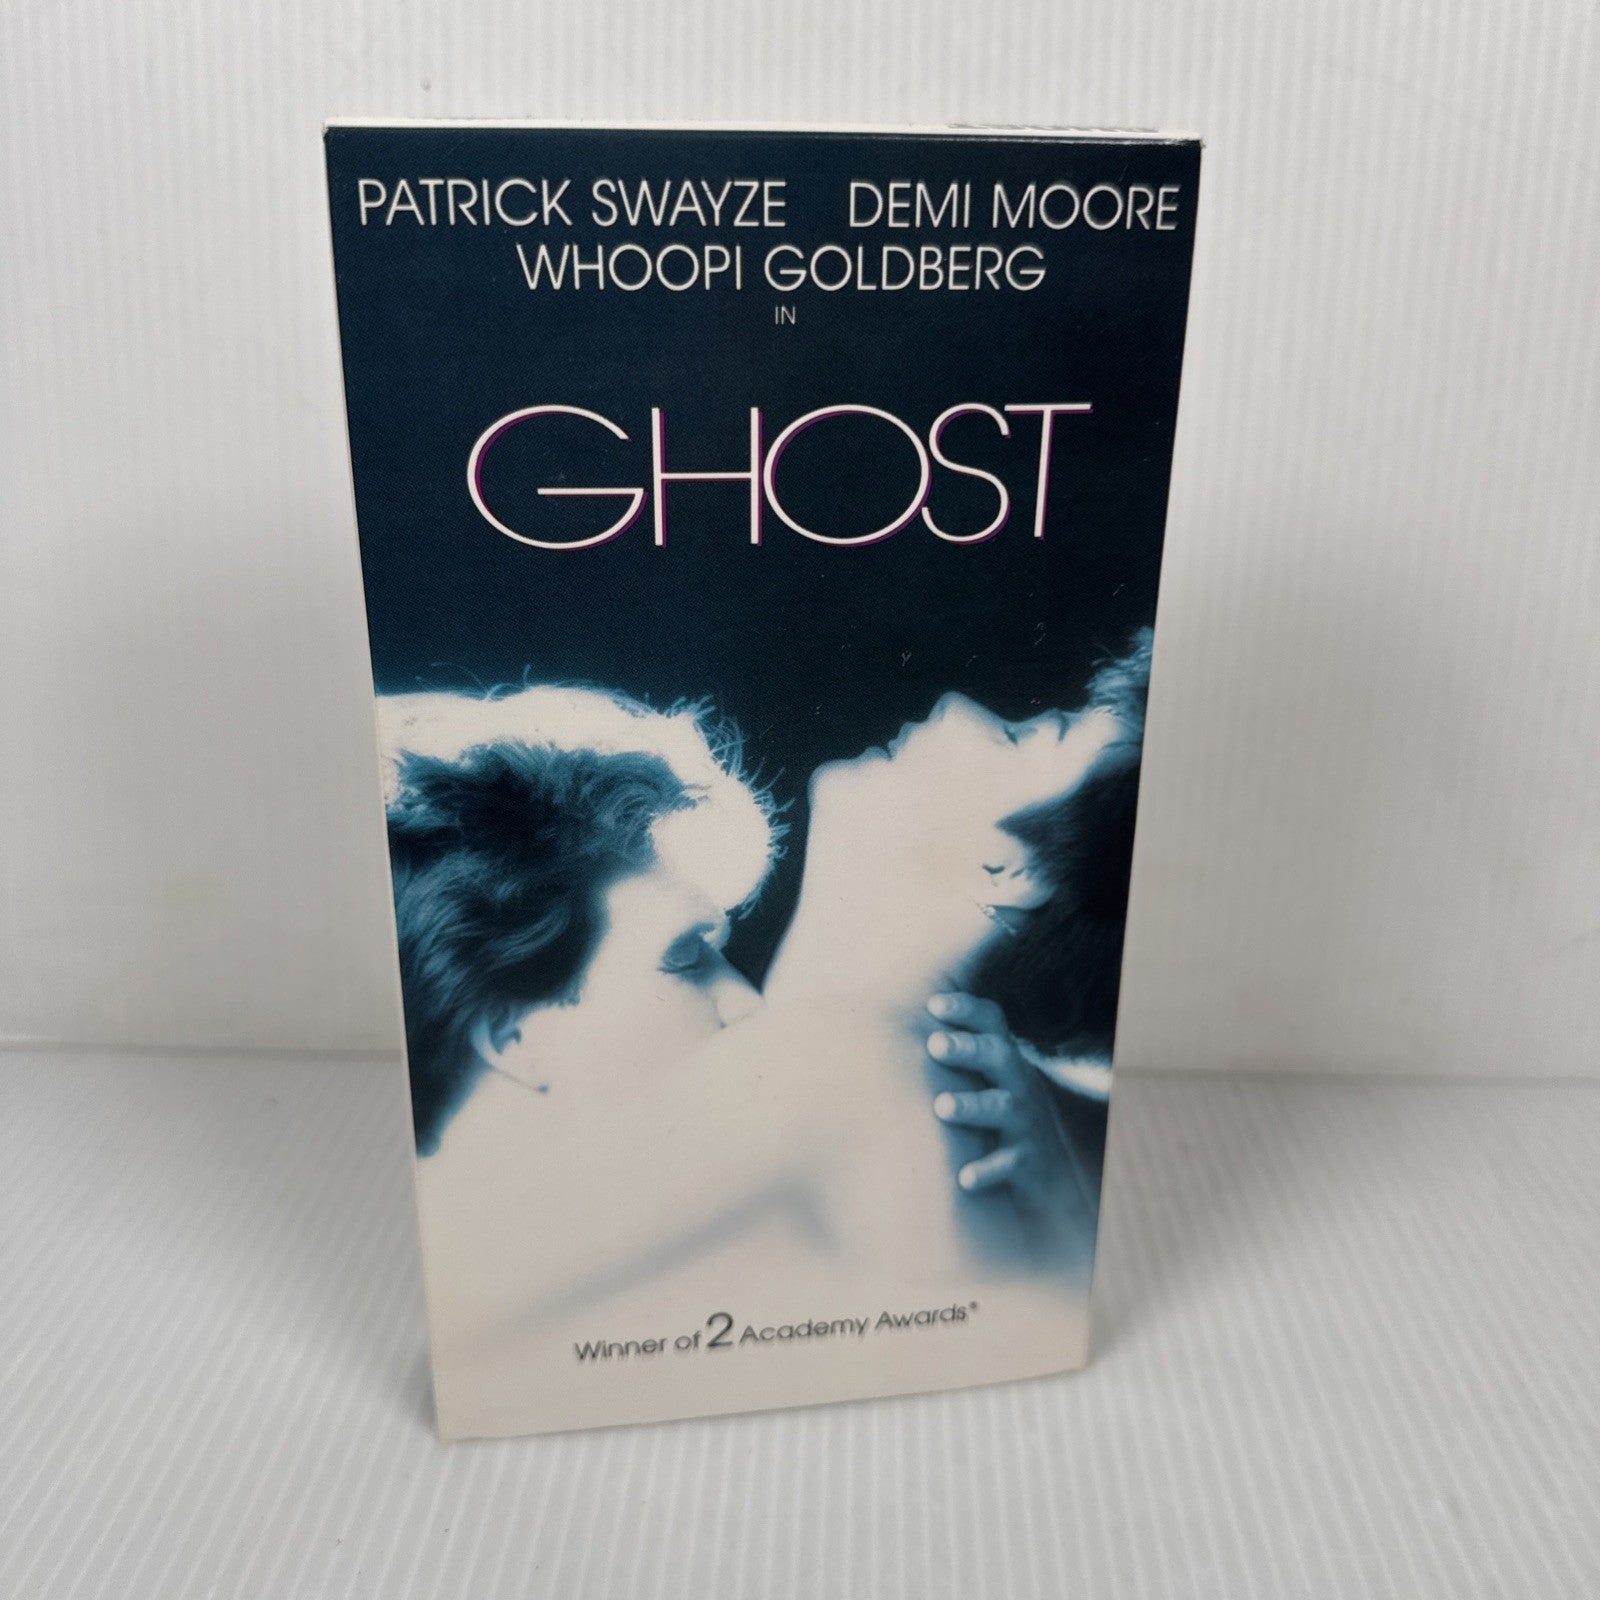 PATRICK SWAYZE DEMI MOORE
WHOOPI GOLDBERG
IN
GHOST
Winner of 2 Academy Awards®